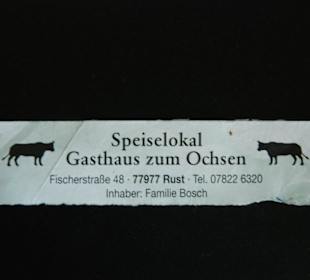 Speiselokal
Gasthaus zum Ochsen
Fischerstraße 48 · 77977 Rust · Tel. 07822 6320
Inhaber: Familie Bosch